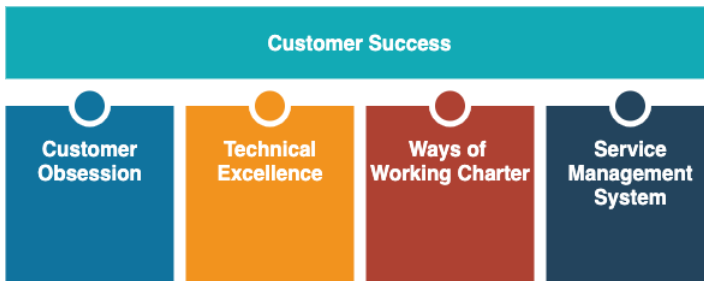 Customer Success
Customer
Obsession
Technical
Excellence
Ways of
Working Charter
Service
Management
System